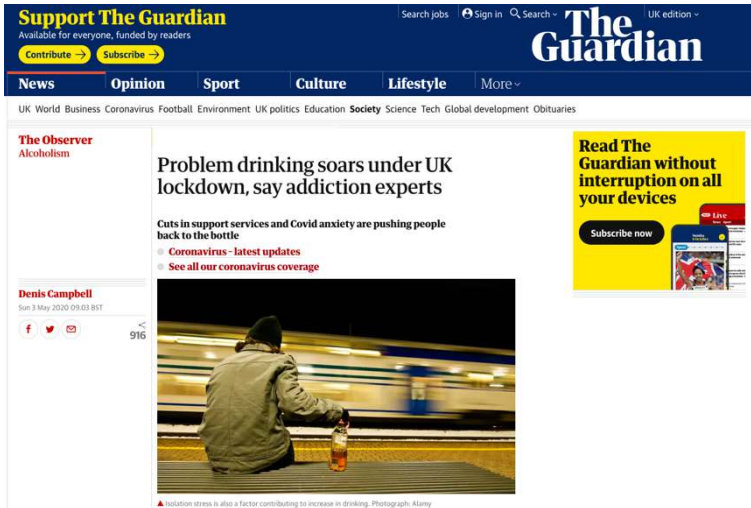 Support The Guardian
Available for everyone, funded by readers
Contribute →
Subscribe →
Search jobs
Sign in
Search
UK edition
The
Guardian
News
Opinion
Sport
Culture
Lifestyle
More
UK World Business Coronavirus Football Environment UK politics Education Society Science Tech Global development Obituaries
The Observer
Alcoholism
Problem drinking soars under UK
lockdown, say addiction experts
Cuts in support services and Covid anxiety are pushing people
back to the bottle
Coronavirus – latest updates
See all our coronavirus coverage
Denis Campbell
Sun 3 May 2020 09.03 BST
916
Isolation stress is also a factor contributing to increase in drinking. Photograph: Alamy
Read The
Guardian without
interruption on all
your devices
Subscribe now
Live